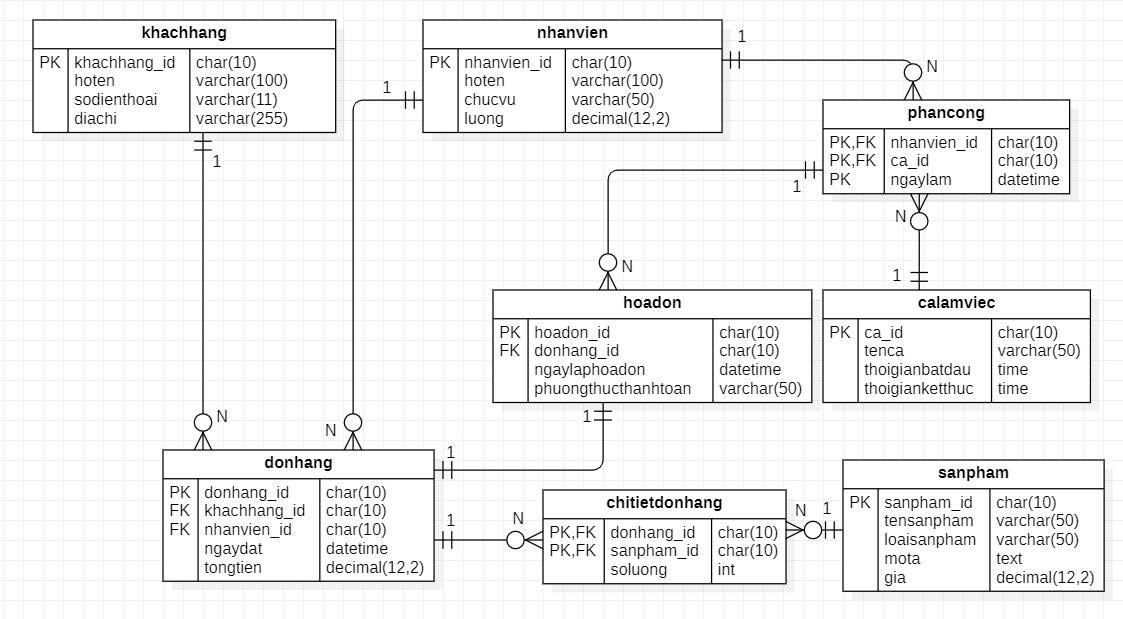 khachhang
PK khachhang_id char(10)
hoten varchar(100)
sodienthoai varchar(11)
diachi varchar(255)
1
nhanvien
PK nhanvien_id char(10)
hoten varchar(100)
chucvu varchar(50)
luong decimal(12,2)
1
N
1
phancong
PK,FK nhanvien_id char(10)
PK,FK ca_id char(10)
PK ngaylam datetime
1
N
N
1
hoadon
PK hoadon_id char(10)
FK donhang_id char(10)
ngaylaphoadon datetime
phuongthucthanhtoan varchar(50)
1
calamviec
PK ca_id char(10)
tenca varchar(50)
thoigianbatdau time
thoigianketthuc time
N
N
donhang
PK donhang_id char(10)
FK khachhang_id char(10)
FK nhanvien_id char(10)
ngaydat datetime
tongtien decimal(12,2)
1
1
N
chitietdonhang
PK,FK donhang_id char(10)
PK,FK sanpham_id char(10)
soluong int
N
1
sanpham
PK sanpham_id char(10)
tensanpham varchar(50)
loaisanpham varchar(50)
mota text
gia decimal(12,2)